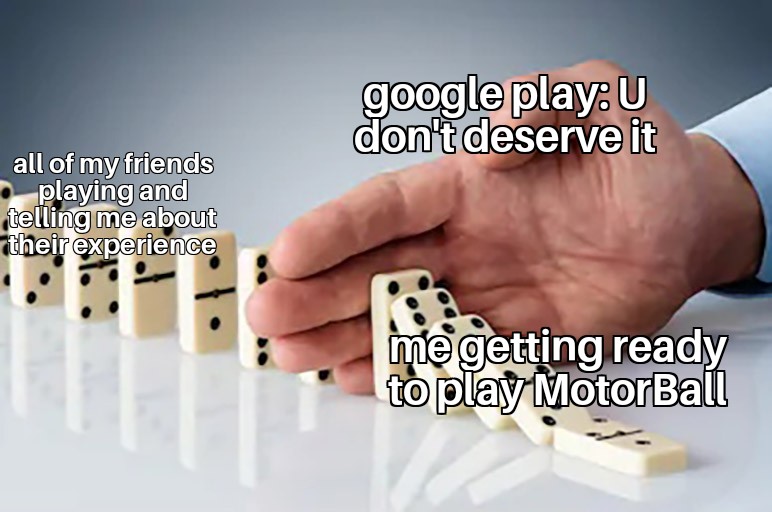 google play: U
don't deserve it
all of my friends
playing and
telling me about
their experience
me getting ready
to play MotorBall